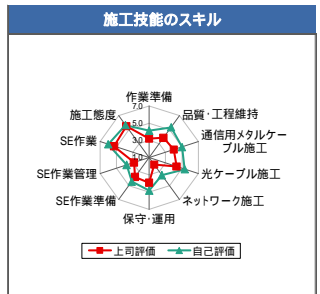 施工技能のスキル
作業準備
7.0
5.0
3.0
1.0
品質・工程維持
通信用メタルケー
ブル施工
光ケーブル施工
ネットワーク施工
保守・運用
SE作業準備
SE作業管理
SE作業
施工態度
上司評価
自己評価